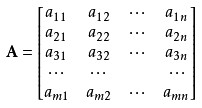 a₁₁ a₁₂ ⋯ a₁ₙ
a₂₁ a₂₂ ⋯ a₂ₙ
A = a₃₁ a₃₂ ⋯ a₃ₙ
⋯ ⋯ ⋯
aₘ₁ aₘ₂ ⋯ aₘₙ